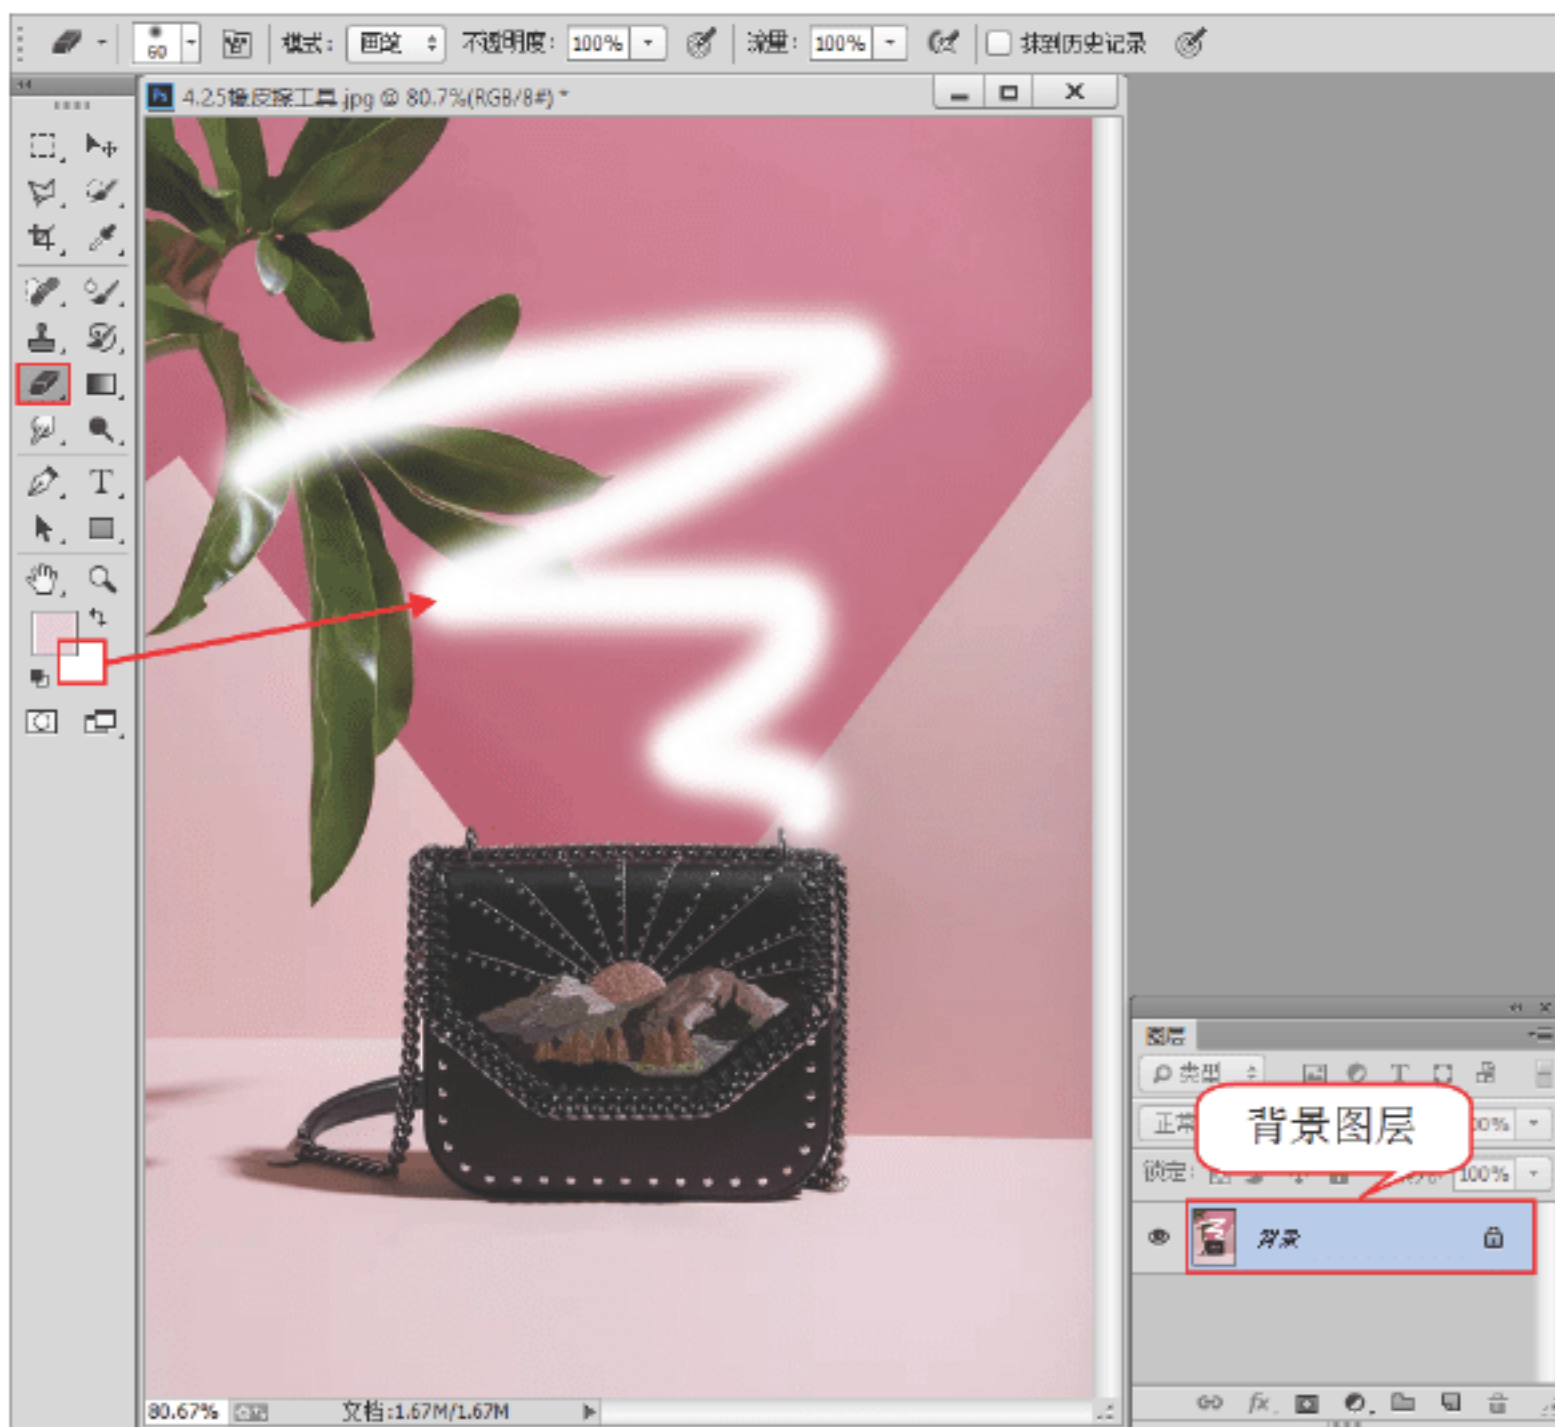 60 模式: 画笔 不透明度: 100% 流量: 100% 抹到历史记录
4.2.5橡皮擦工具.jpg @ 80.7%(RGB/8#) *
图层
类型
正常
00%
背景图层
锁定:
100%
背景
80.67% 文档:1.67M/1.67M